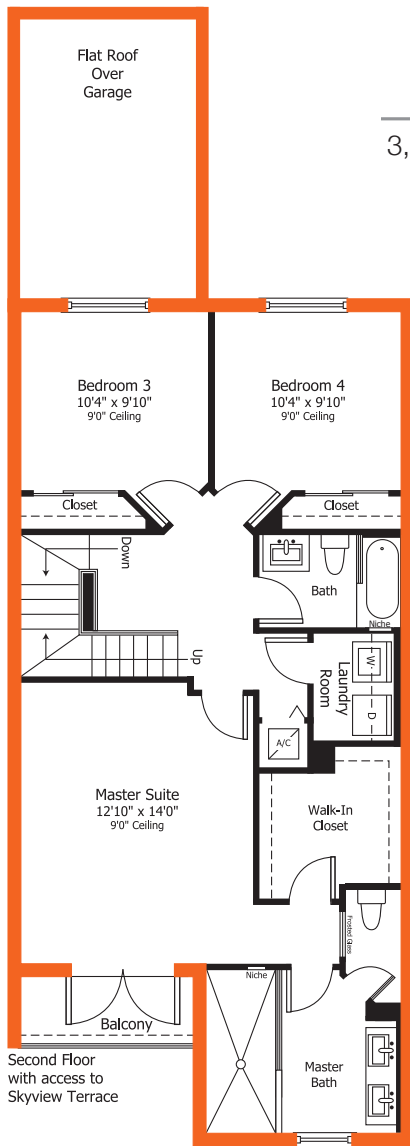 Flat Roof
Over
Garage
3,
Bedroom 3
10'4" x 9'10"
9'0" Ceiling
Bedroom 4
10'4" x 9'10"
9'0" Ceiling
Closet
Closet
Down
Bath
Niche
Up
Laundry
Room
W
D
A/C
Master Suite
12'10" x 14'0"
9'0" Ceiling
Walk-In
Closet
Frosted Glass
Niche
Balcony
Master
Bath
Second Floor
with access to
Skyview Terrace